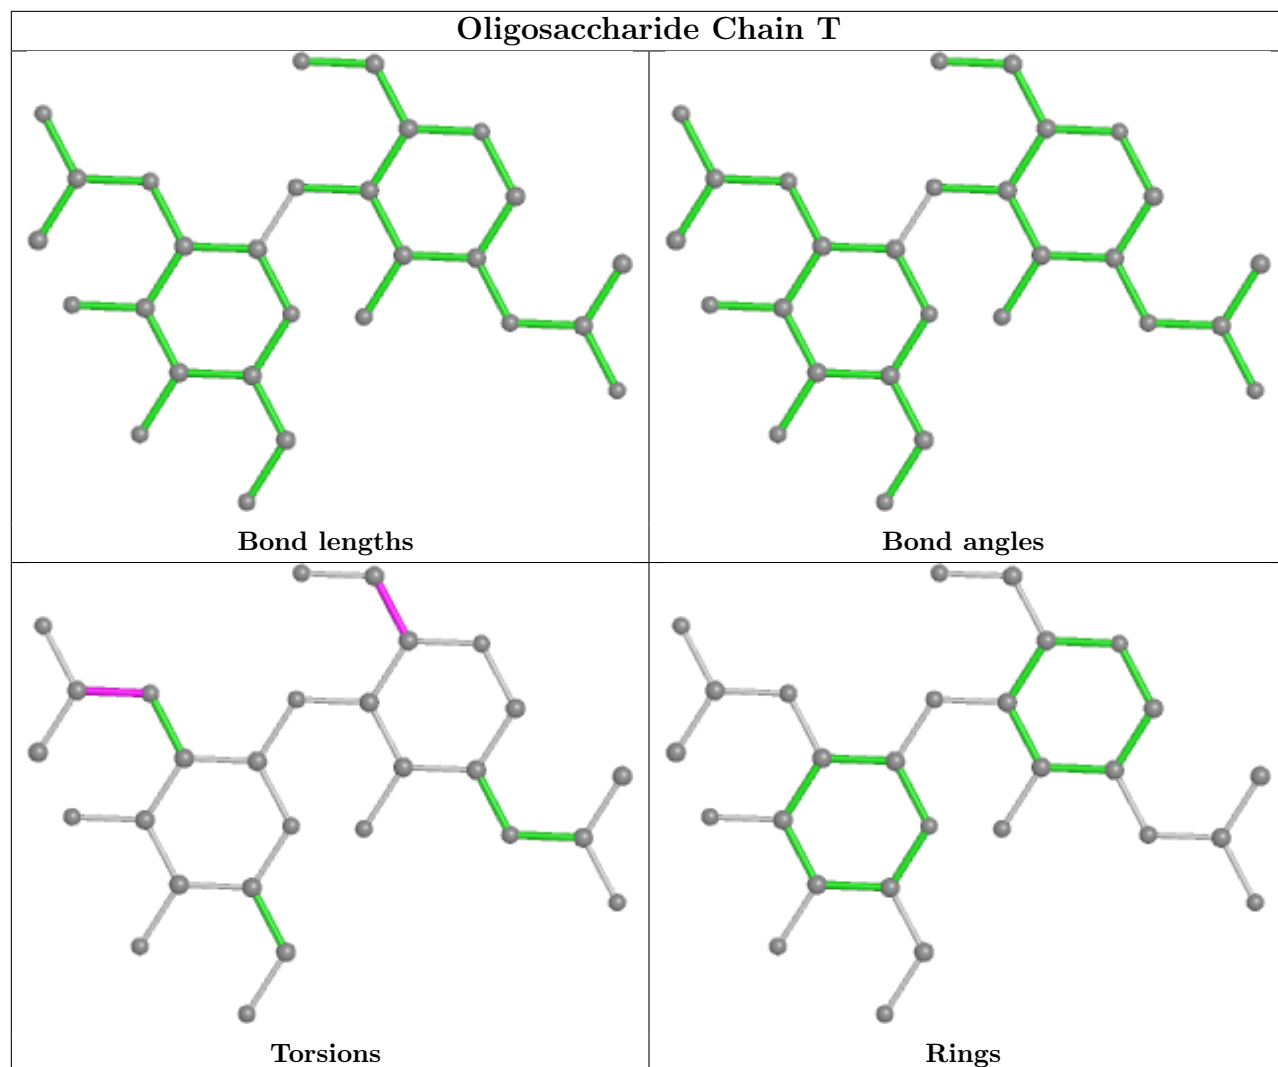 Oligosaccharide Chain T
Bond lengths
Bond angles
Torsions
Rings